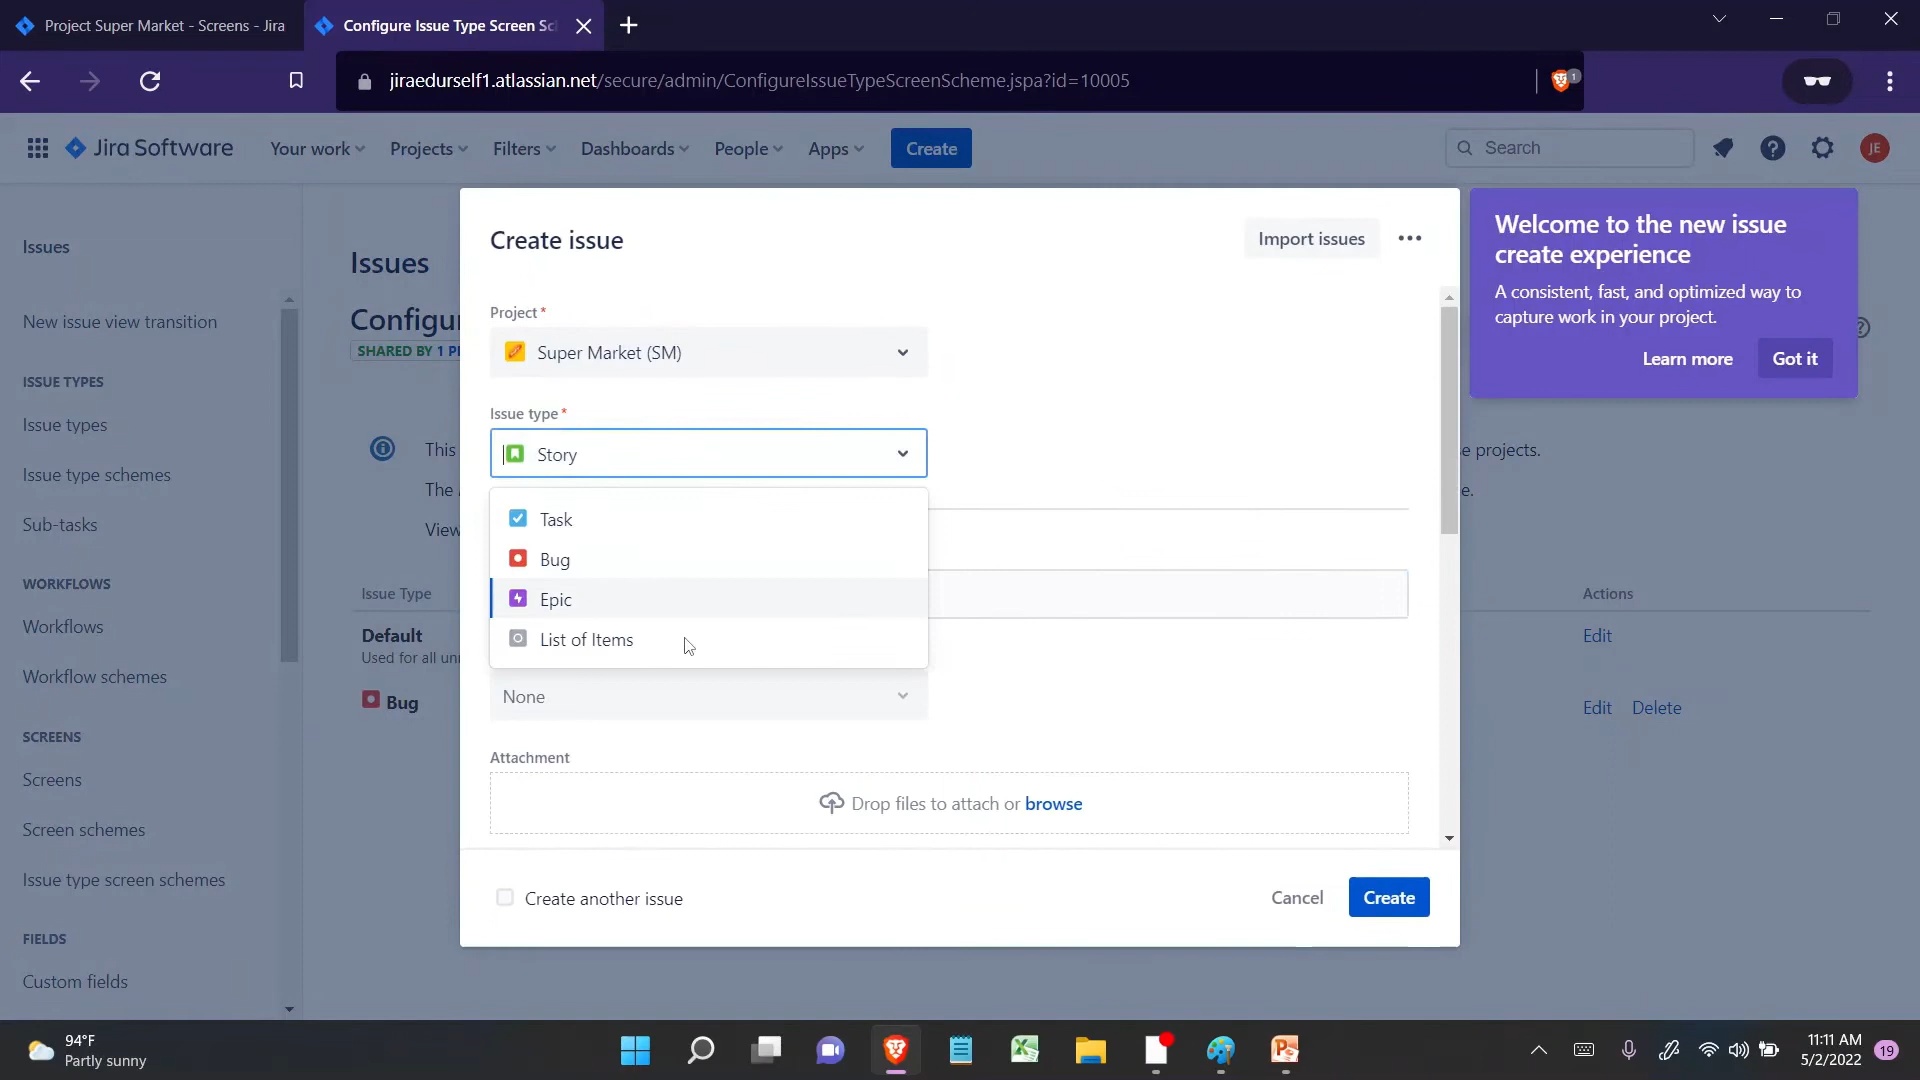 Project Super Market - Screens - Jira
Configure Issue Type Screen Sc
jiraedurself1.atlassian.net/secure/admin/ConfigureIssueTypeScreenScheme.jspa?id=10005
1
Jira Software
Your work
Projects
Filters
Dashboards
People
Apps
Create
Search
JE
Issues
New issue view transition
ISSUE TYPES
Issue types
Issue type schemes
Sub-tasks
WORKFLOWS
Workflows
Workflow schemes
SCREENS
Screens
Screen schemes
Issue type screen schemes
FIELDS
Custom fields
Issues
Configu
SHARED BY 1 P
This
e projects.
The
e.
View
Issue Type
Actions
Default
Used for all un
Edit
Bug
Edit Delete
Create issue
Import issues
Project *
Super Market (SM)
Issue type *
Story
Task
Bug
Epic
List of Items
None
Attachment
Drop files to attach or browse
Create another issue
Cancel
Create
Welcome to the new issue
create experience
A consistent, fast, and optimized way to
capture work in your project.
Learn more
Got it
94°F
Partly sunny
11:11 AM
5/2/2022
19